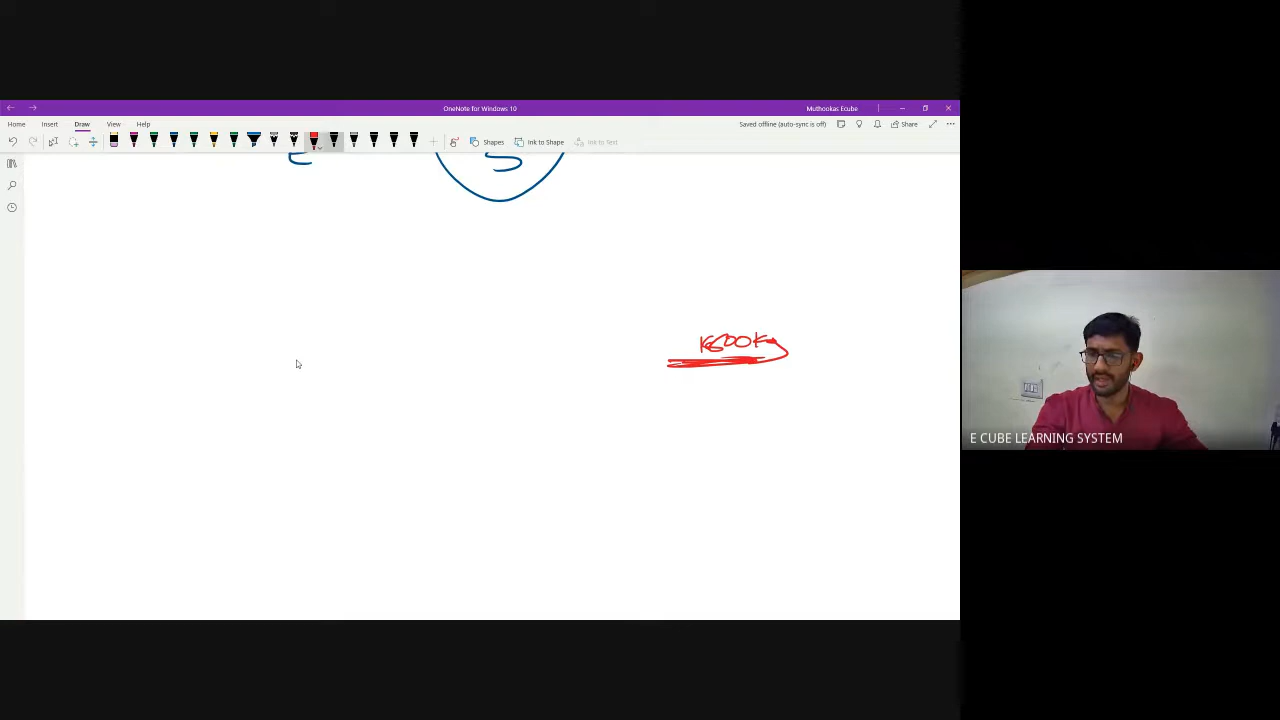 OneNote for Windows 10
Muthookas Ecube
Home Insert Draw View Help
Saved offline (auto-sync is off)
Share
Shapes
Ink to Shape
Ink to Text
E
S
1600Kg
E CUBE LEARNING SYSTEM